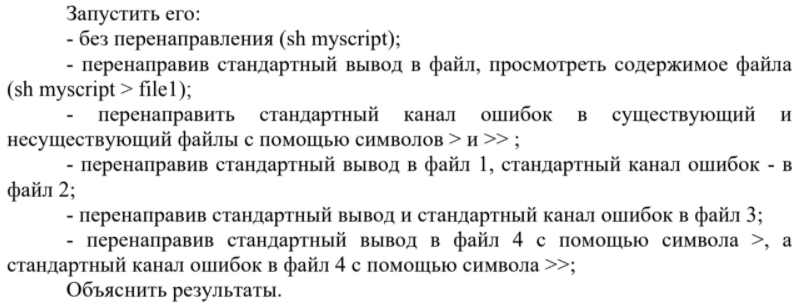 Запустить его:
- без перенаправления (sh myscript);
- перенаправив стандартный вывод в файл, просмотреть содержимое файла
(sh myscript > file1);
- перенаправить стандартный канал ошибок в существующий и
несуществующий файлы с помощью символов > и >> ;
- перенаправив стандартный вывод в файл 1, стандартный канал ошибок - в
файл 2;
- перенаправив стандартный вывод и стандартный канал ошибок в файл 3;
- перенаправив стандартный вывод в файл 4 с помощью символа >, а
стандартный канал ошибок в файл 4 с помощью символа >>;
Объяснить результаты.